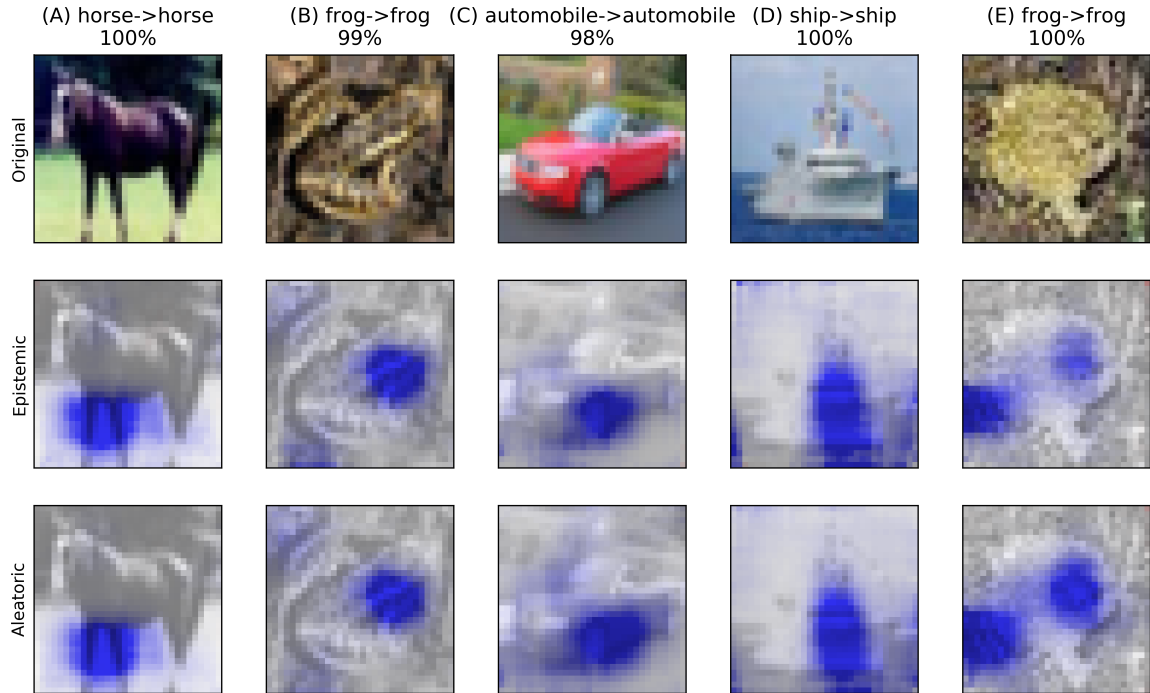 (A) horse->horse
100%
(B) frog->frog
99%
(C) automobile->automobile
98%
(D) ship->ship
100%
(E) frog->frog
100%
Original
Epistemic
Aleatoric